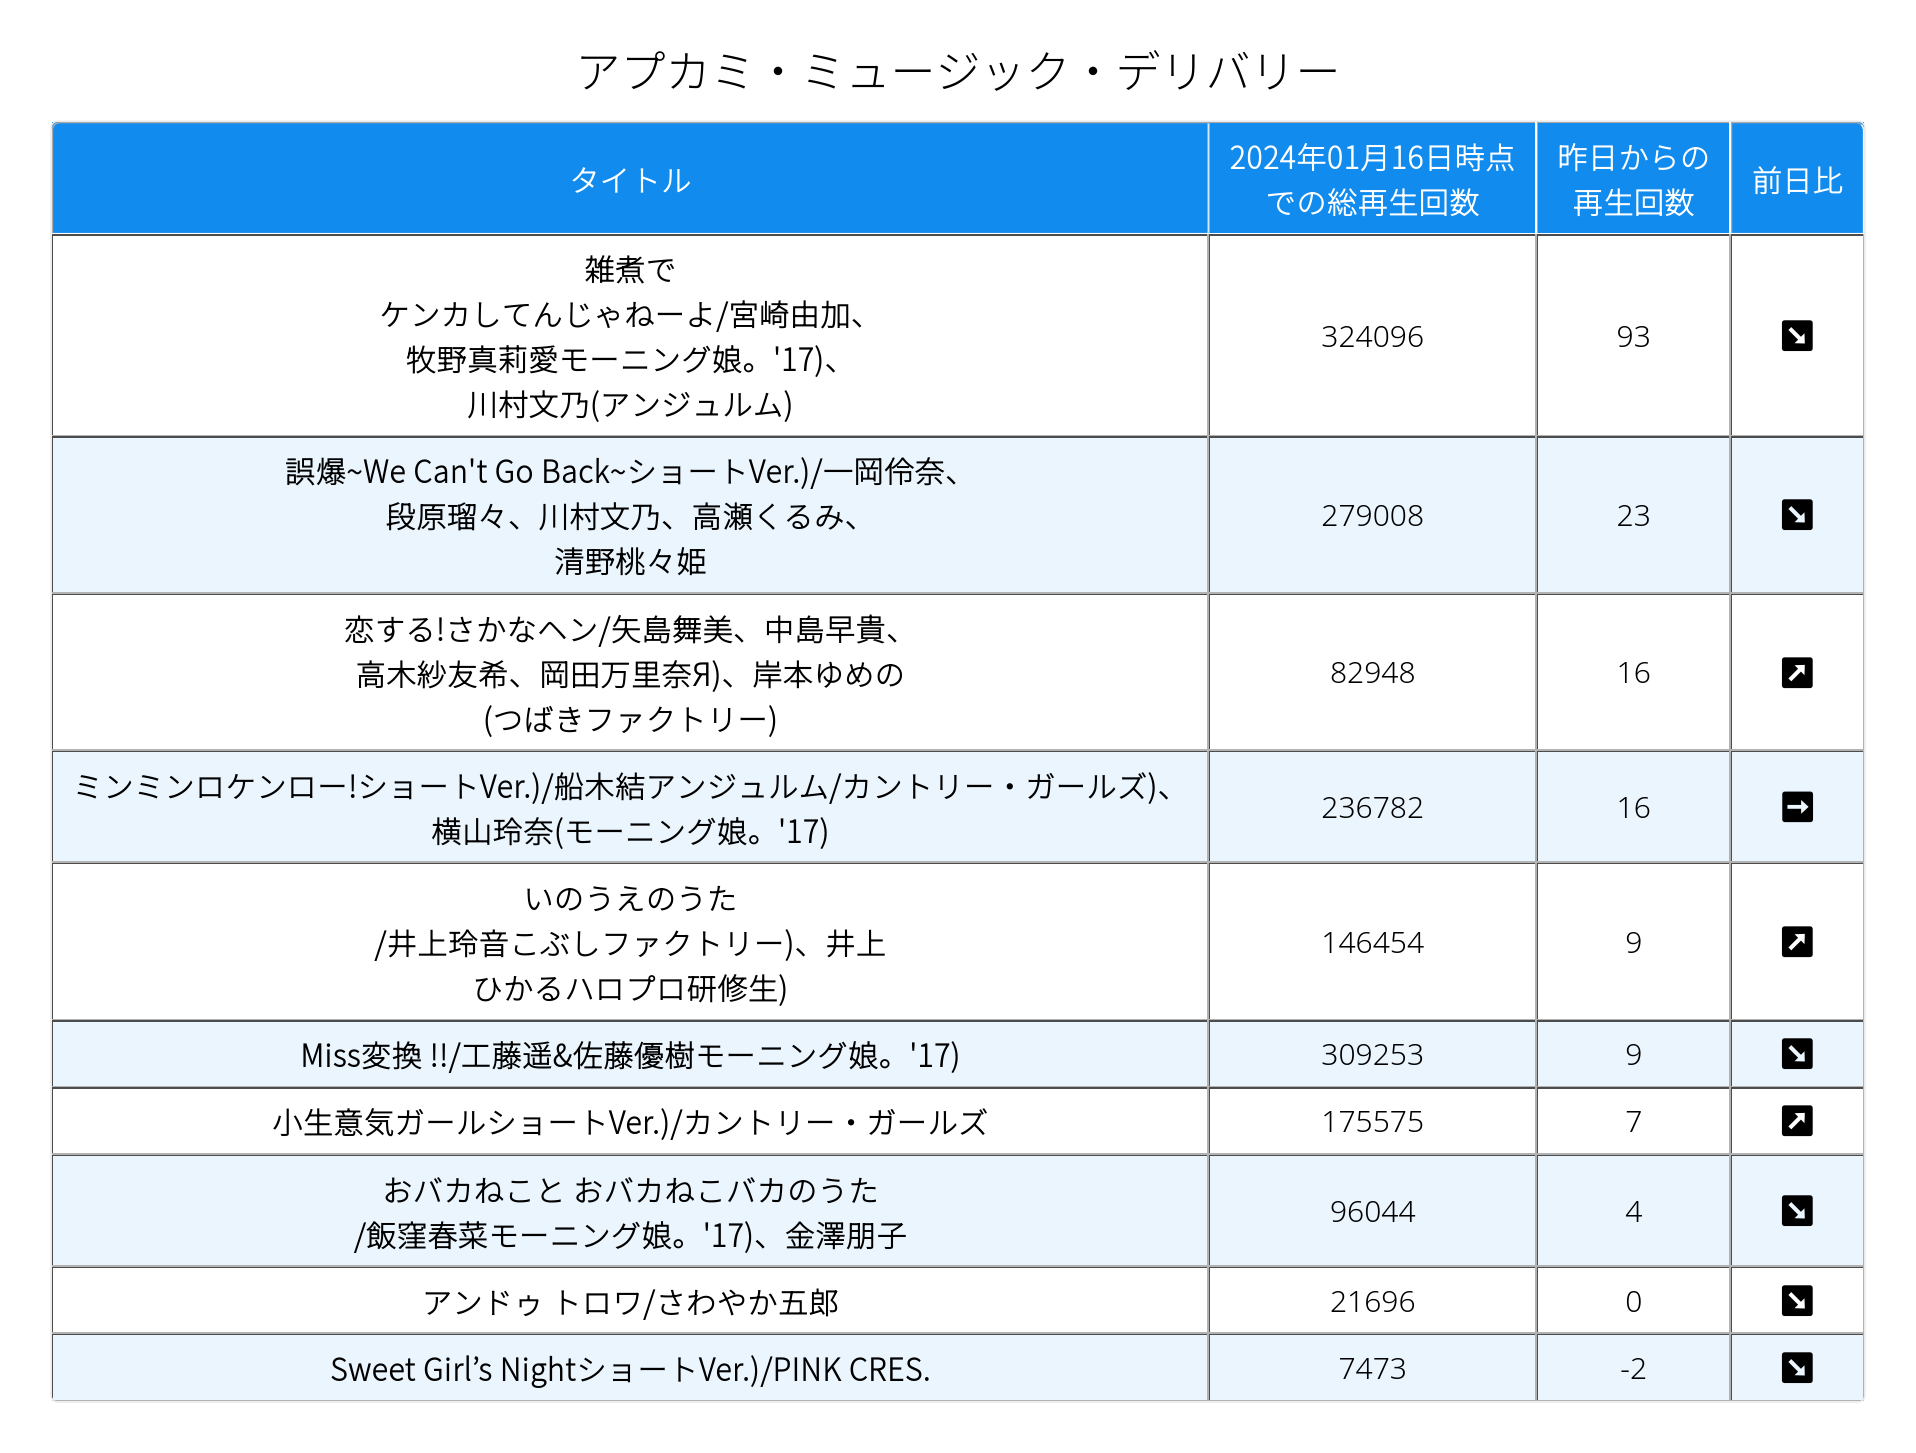 アプカミ・ミュージック・デリバリー
タイトル
2024年01月16日時点
での総再生回数
昨日からの
再生回数
前日比
雑煮で
ケンカしてんじゃねーよ/宮崎由加、
牧野真莉愛モーニング娘。'17)、
川村文乃(アンジュルム)
324096
93
誤爆~We Can't Go Back~ショートVer.)/一岡伶奈、
段原瑠々、川村文乃、高瀬くるみ、
清野桃々姫
279008
23
恋する!さかなヘン/矢島舞美、中島早貴、
高木紗友希、岡田万里奈Я)、岸本ゆめの
(つばきファクトリー)
82948
16
ミンミンロケンロー!ショートVer.)/船木結アンジュルム/カントリー・ガールズ)、
横山玲奈(モーニング娘。'17)
236782
16
いのうえのうた
/井上玲音こぶしファクトリー)、井上
ひかるハロプロ研修生)
146454
9
Miss変換 !!/工藤遥&佐藤優樹モーニング娘。'17)
309253
9
小生意気ガールショートVer.)/カントリー・ガールズ
175575
7
おバカねこと おバカねこバカのうた
/飯窪春菜モーニング娘。'17)、金澤朋子
96044
4
アンドゥ トロワ/さわやか五郎
21696
0
Sweet Girl’s NightショートVer.)/PINK CRES.
7473
-2